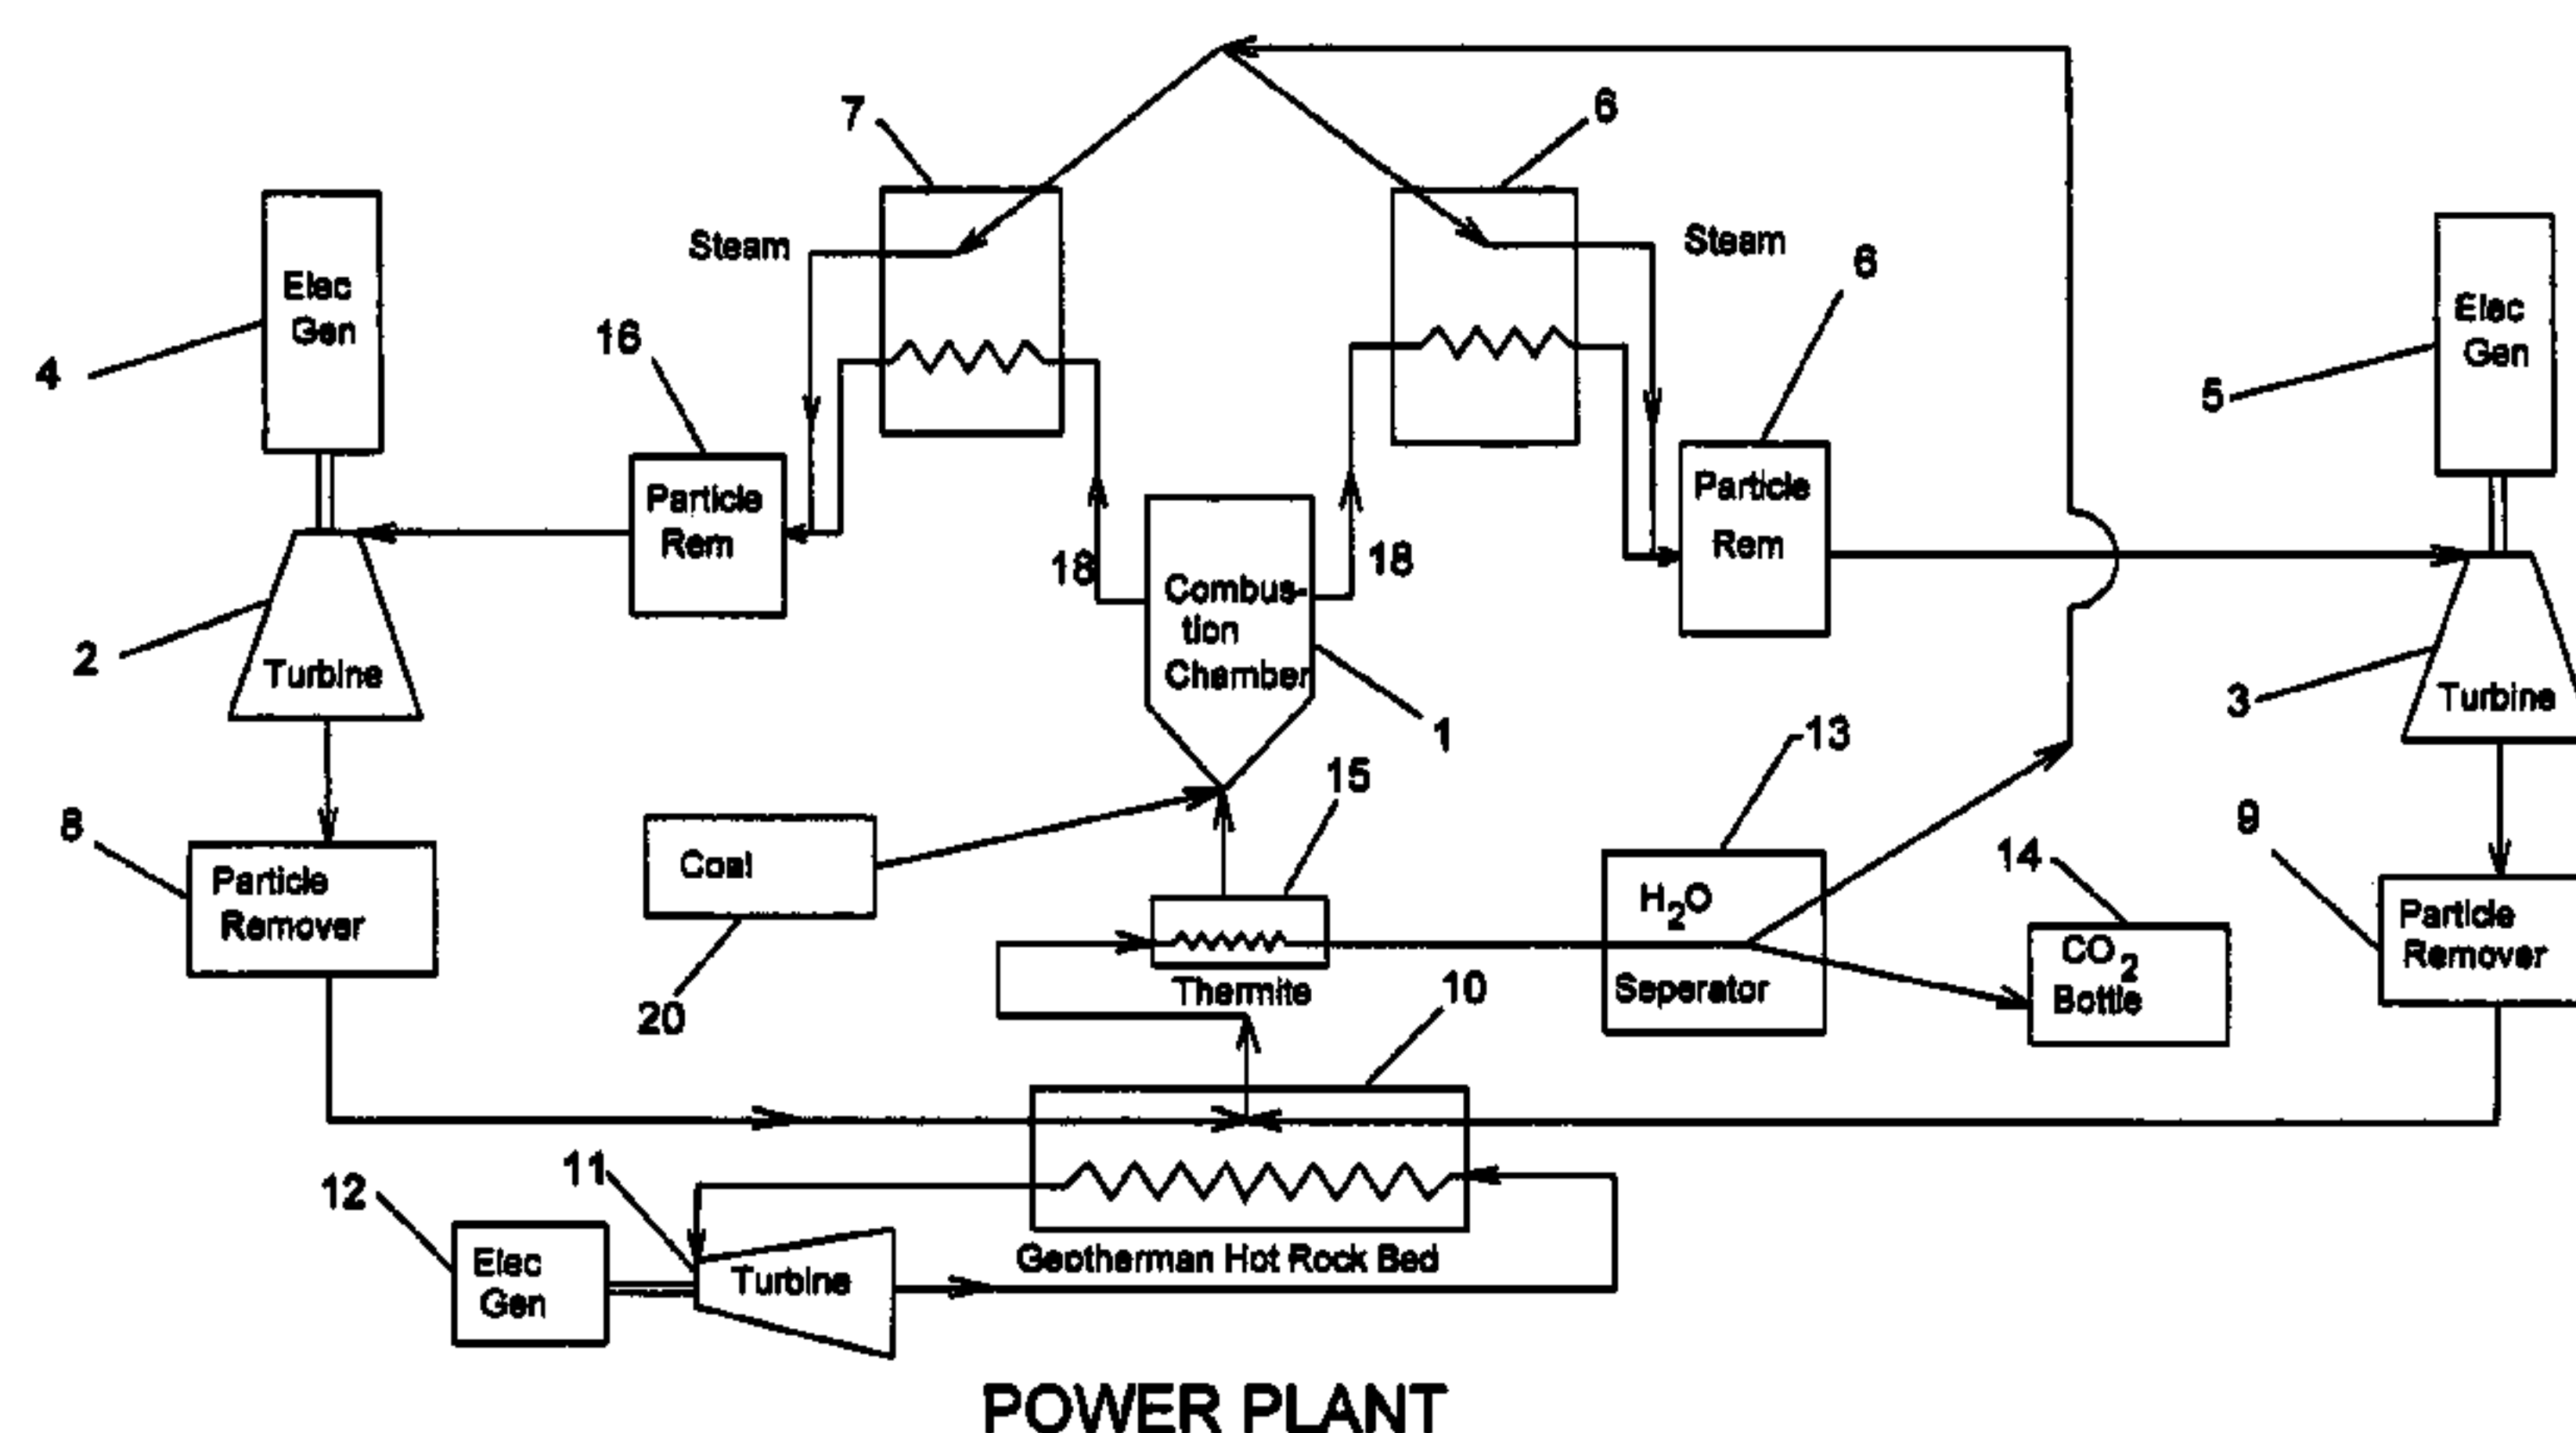 7
6
Steam
Steam
6
Elec
Gen
4
Elec
Gen
5
16
Particle
Rem
Particle
Rem
18
18
Combus-
tion
Chamber
1
2
Turbine
3
Turbine
13
15
8
Particle
Remover
Coal
20
H2O
Seperator
14
CO2
Bottle
9
Particle
Remover
Thermite
10
12
11
Elec
Gen
Turbine
Geotherman Hot Rock Bed
POWER PLANT